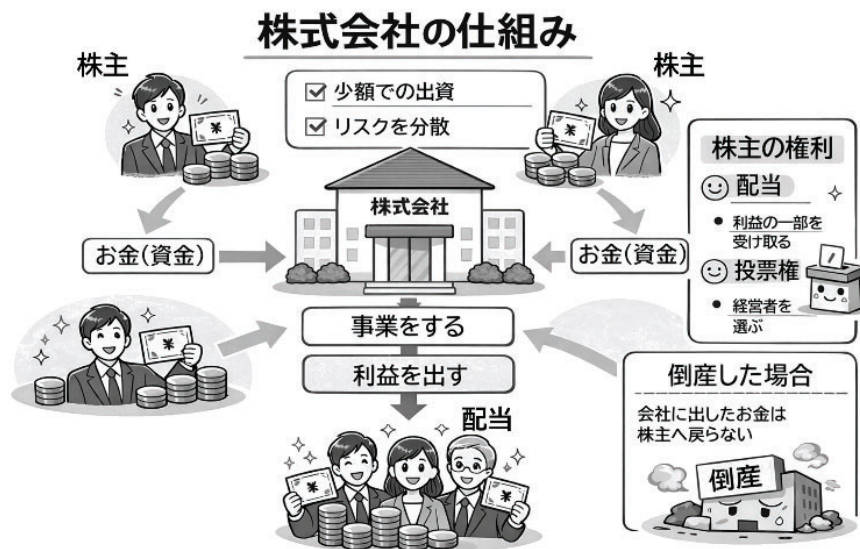 株式会社の仕組み
株主
株主
少額での出資
リスクを分散
株式会社
お金(資金)
お金(資金)
株主の権利
配当
• 利益の一部を
受け取る
投票権
• 経営者を
選ぶ
事業をする
利益を出す
配当
倒産した場合
会社に出したお金は
株主へ戻らない
倒産
¥
¥
¥
¥
¥